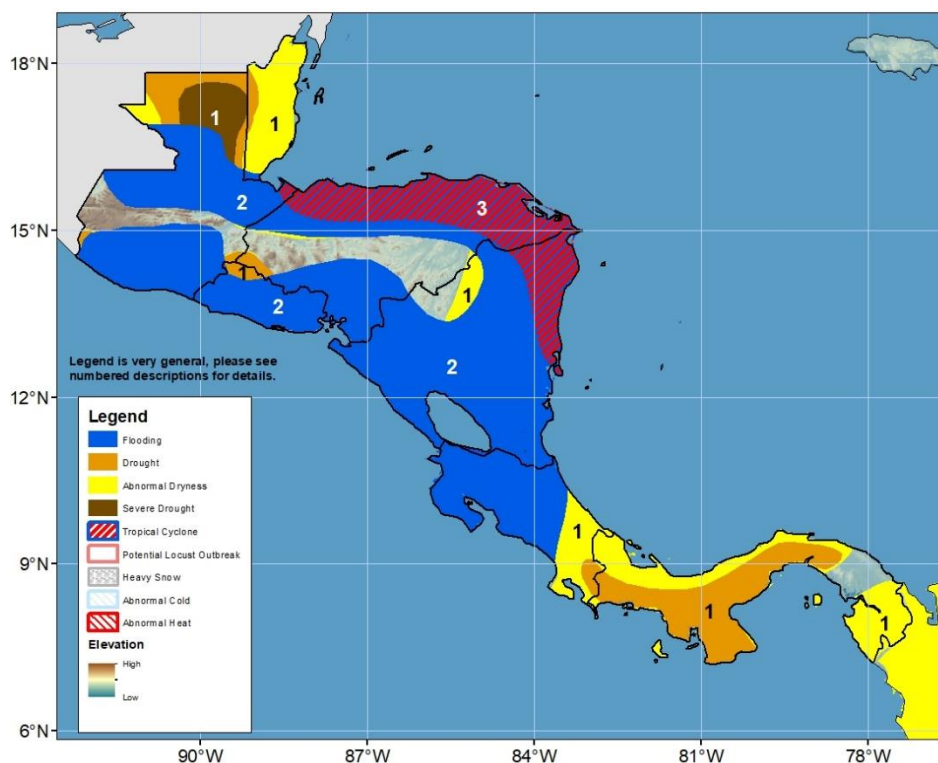 18°N
1
1
2
3
15°N
1
1
2
2
Legend is very general, please see
numbered descriptions for details.
12°N
Legend
Flooding
Drought
Abnormal Dryness
Severe Drought
Tropical Cyclone
Potential Locust Outbreak
Heavy Snow
Abnormal Cold
Abnormal Heat
Elevation
High
Low
1
9°N
1
1
6°N
90°W
87°W
84°W
81°W
78°W